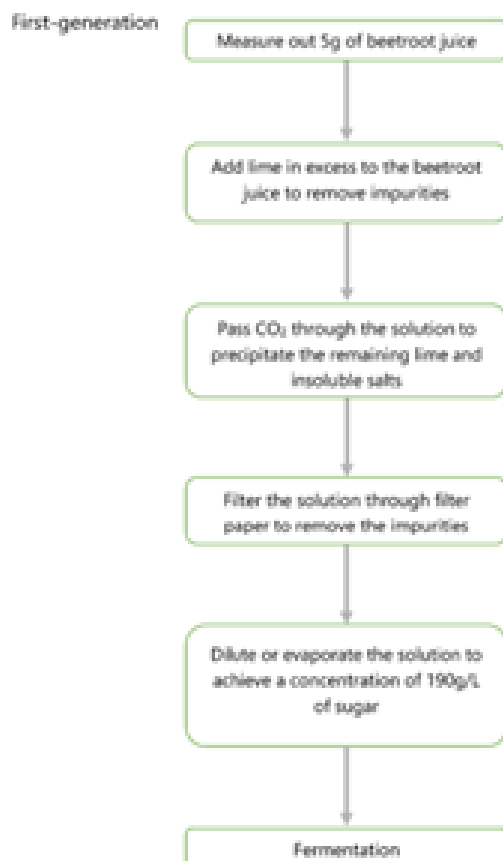 First-generation
Measure out 5g of beetroot juice
Add lime in excess to the beetroot
juice to remove impurities
Pass CO₂ through the solution to
precipitate the remaining lime and
insoluble salts
Filter the solution through filter
paper to remove the impurities
Dilute or evaporate the solution to
achieve a concentration of 190g/L
of sugar
Fermentation